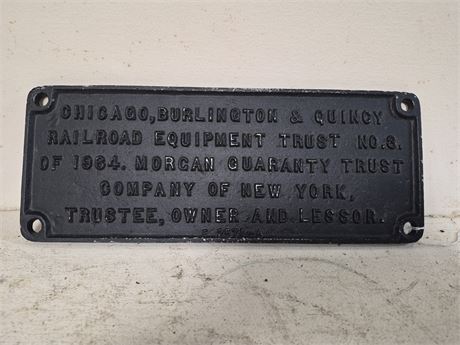 CHICAGO, BURLINGTON & QUINCY
RAILROAD EQUIPMENT TRUST NO.8.
OF 1964. MORGAN GUARANTY TRUST
COMPANY OF NEW YORK,
TRUSTEE, OWNER AND LESSOR.